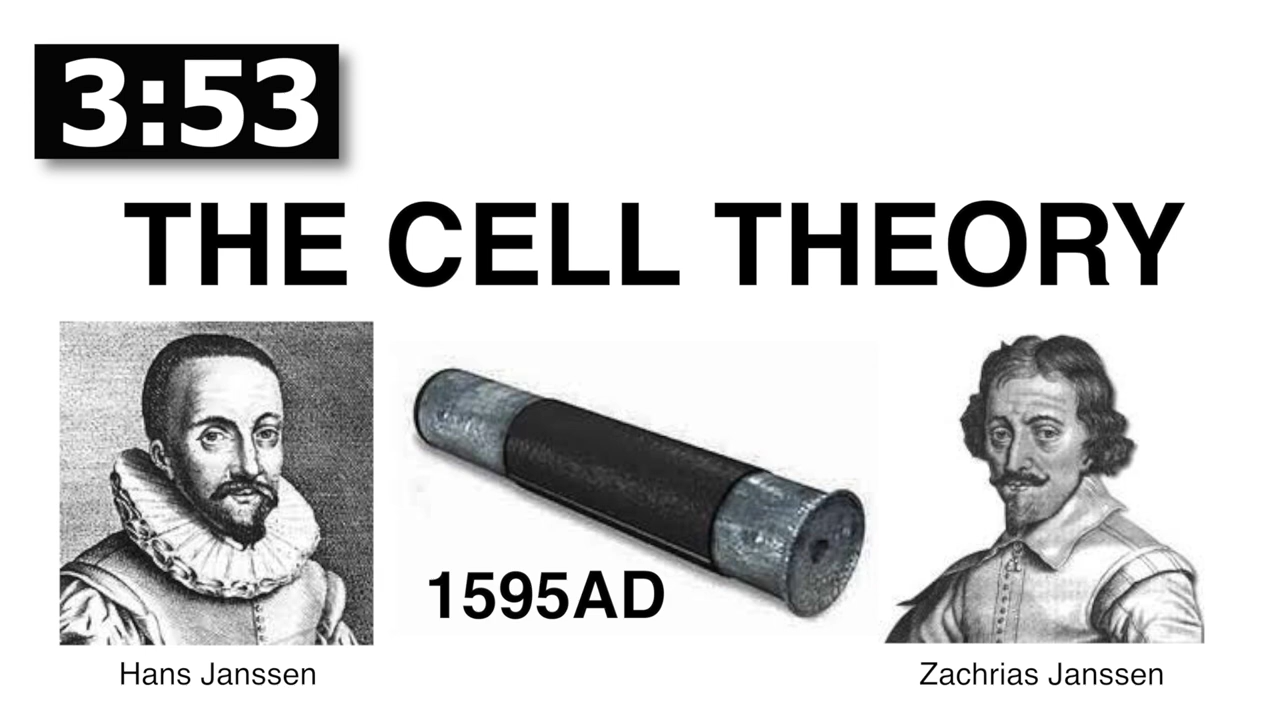 3:53
THE CELL THEORY
1595AD
Hans Janssen
Zachrias Janssen